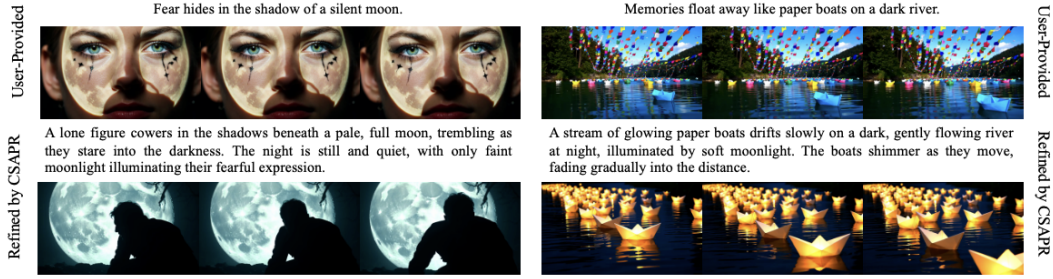 Fear hides in the shadow of a silent moon.
User-Provided
A lone figure cowers in the shadows beneath a pale, full moon, trembling as
they stare into the darkness. The night is still and quiet, with only faint
moonlight illuminating their fearful expression.
Refined by CSAPR
Memories float away like paper boats on a dark river.
User-Provided
A stream of glowing paper boats drifts slowly on a dark, gently flowing river
at night, illuminated by soft moonlight. The boats shimmer as they move,
fading gradually into the distance.
Refined by CSAPR